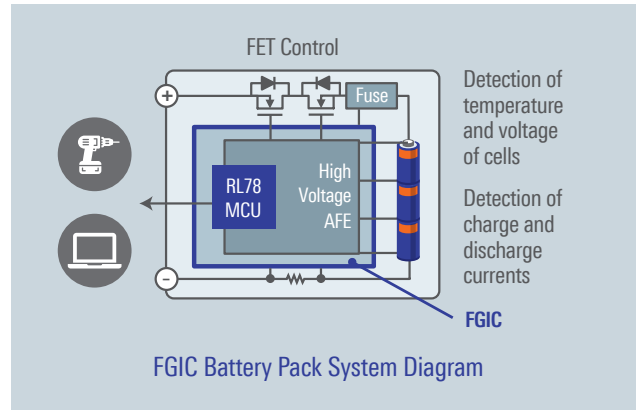 FET Control
+
Fuse
Detection of
temperature
and voltage
of cells
RL78
MCU
High
Voltage
AFE
Detection of
charge and
discharge
currents
−
FGIC
FGIC Battery Pack System Diagram